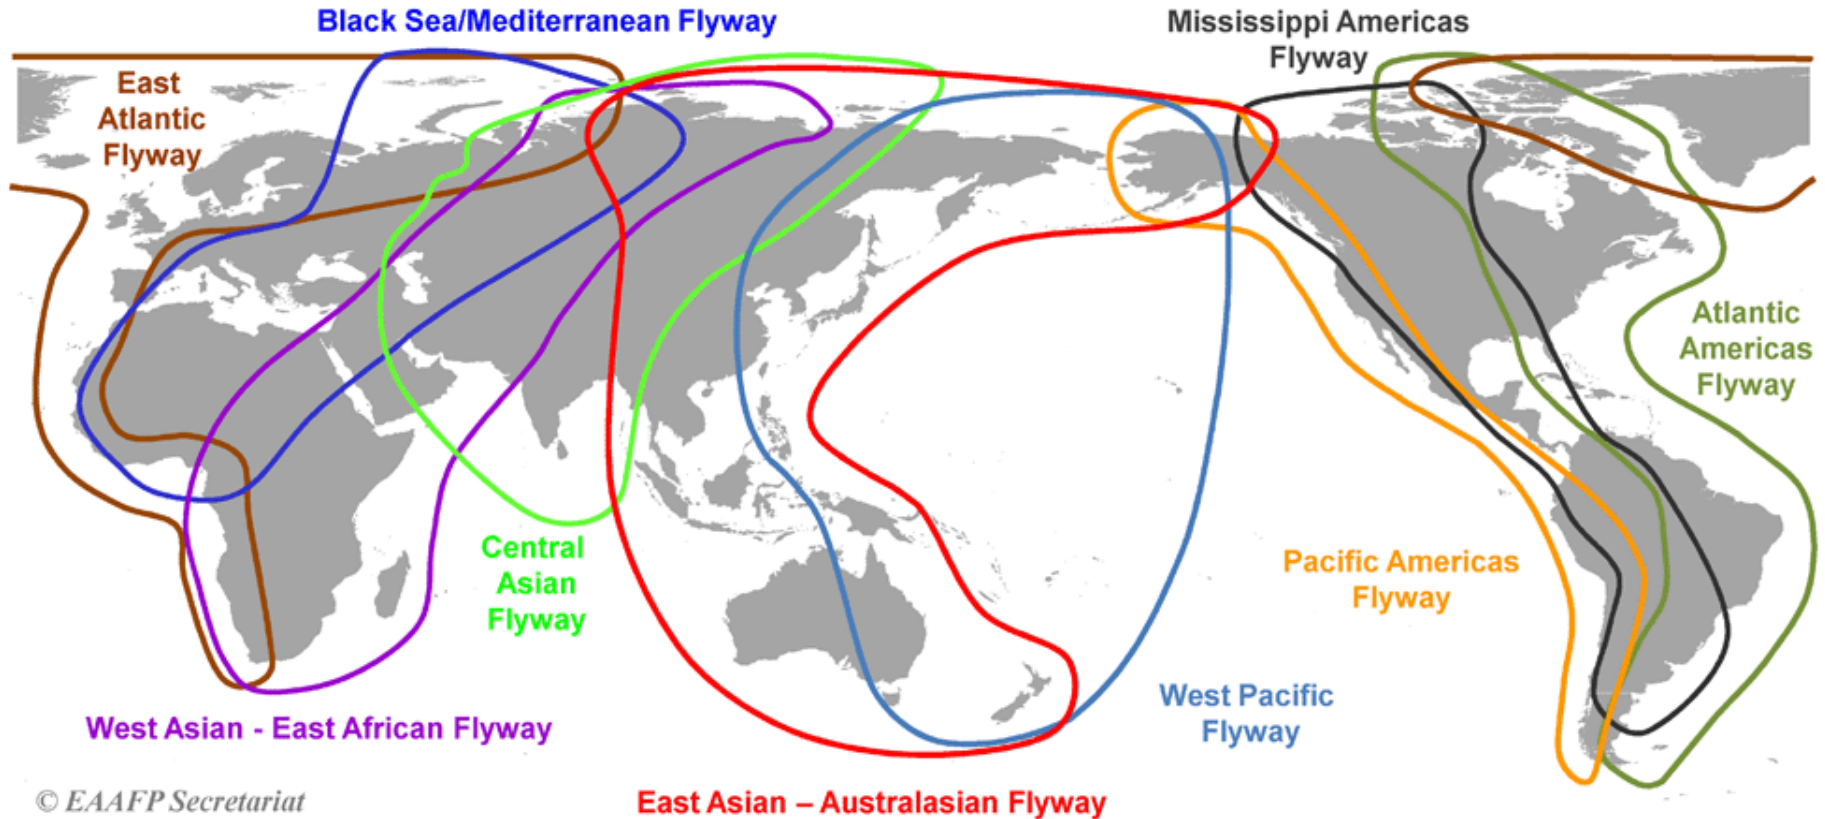 Black Sea/Mediterranean Flyway
Mississippi Americas
Flyway
East
Atlantic
Flyway
Atlantic
Americas
Flyway
Central
Asian
Flyway
Pacific Americas
Flyway
West Pacific
Flyway
West Asian - East African Flyway
© EAAFP Secretariat
East Asian – Australasian Flyway